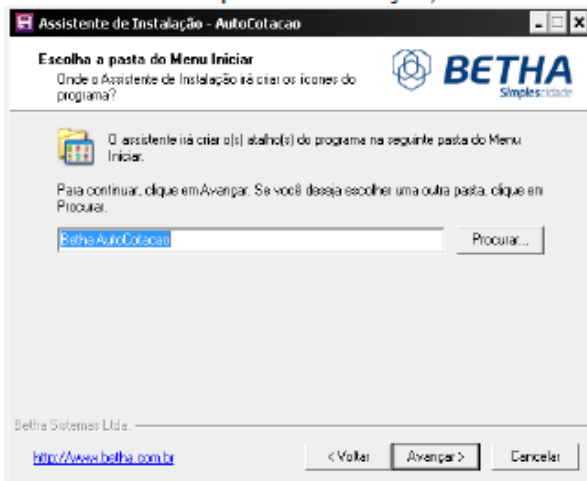 Assistente de Instalação - AutoCotacao
Escolha a pasta do Menu Iniciar
Onde o Assistente de Instalação irá criar os ícones do
programa?
BETHA
Simplescidade
O assistente irá criar o(s) atalho(s) do programa na seguinte pasta do Menu
Iniciar.
Para continuar, clique em Avançar. Se você deseja escolher uma outra pasta, clique em
Procurar.
Betha AutoCotacao
Procurar...
Betha Sistemas Ltda.
http://www.betha.com.br
< Voltar
Avançar >
Cancelar